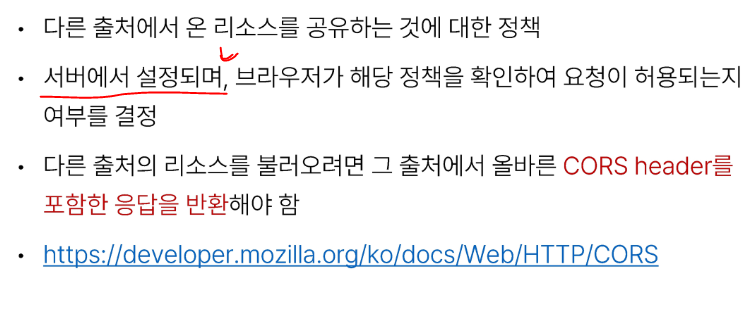 • 다른 출처에서 온 리소스를 공유하는 것에 대한 정책
• 서버에서 설정되며, 브라우저가 해당 정책을 확인하여 요청이 허용되는지
여부를 결정
• 다른 출처의 리소스를 불러오려면 그 출처에서 올바른 CORS header를
포함한 응답을 반환해야 함
• https://developer.mozilla.org/ko/docs/Web/HTTP/CORS